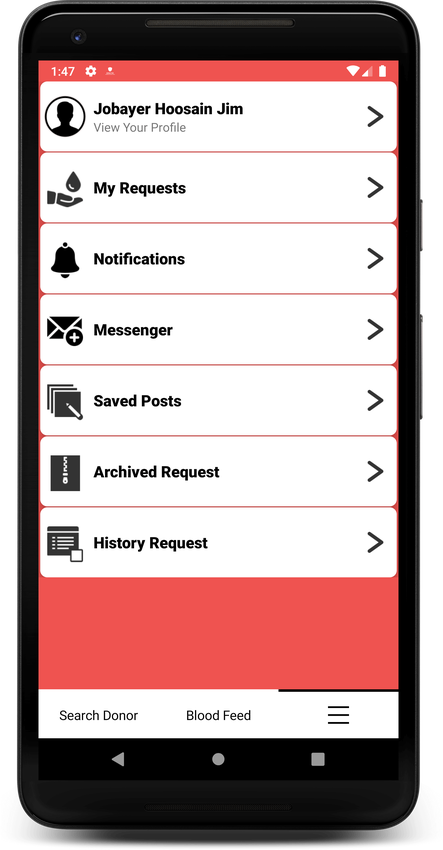 1:47
Jobayer Hoosain Jim
View Your Profile
My Requests
Notifications
Messenger
Saved Posts
Archived Request
History Request
Search Donor
Blood Feed